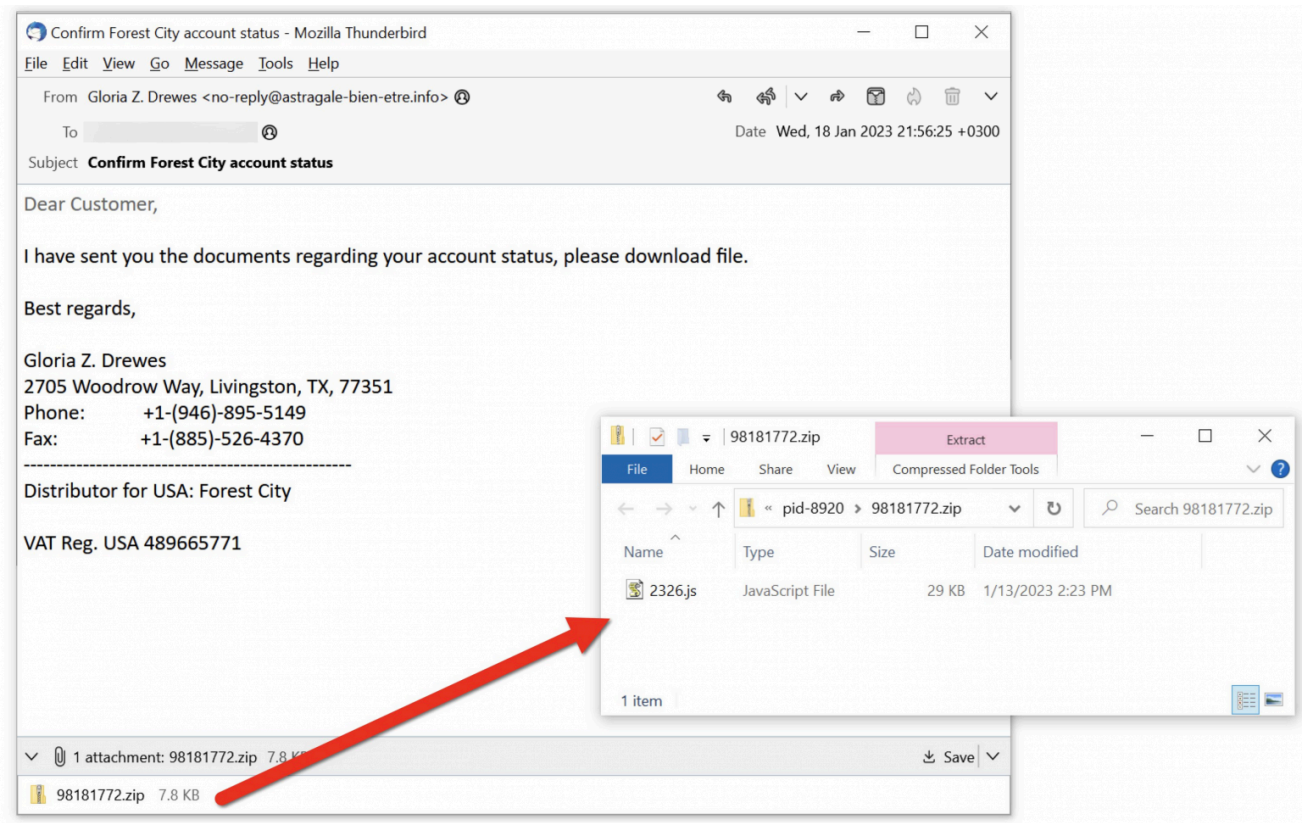 Confirm Forest City account status - Mozilla Thunderbird
File Edit View Go Message Tools Help
From Gloria Z. Drewes <no-reply@astragale-bien-etre.info>
To
Date Wed, 18 Jan 2023 21:56:25 +0300
Subject Confirm Forest City account status
Dear Customer,
I have sent you the documents regarding your account status, please download file.
Best regards,
Gloria Z. Drewes
2705 Woodrow Way, Livingston, TX, 77351
Phone: +1-(946)-895-5149
Fax: +1-(885)-526-4370
----------------------------------------------------
Distributor for USA: Forest City
VAT Reg. USA 489665771
98181772.zip Extract
File Home Share View Compressed Folder Tools
« pid-8920 > 98181772.zip Search 98181772.zip
Name Type Size Date modified
2326.js JavaScript File 29 KB 1/13/2023 2:23 PM
1 item
1 attachment: 98181772.zip 7.8 KB Save
98181772.zip 7.8 KB